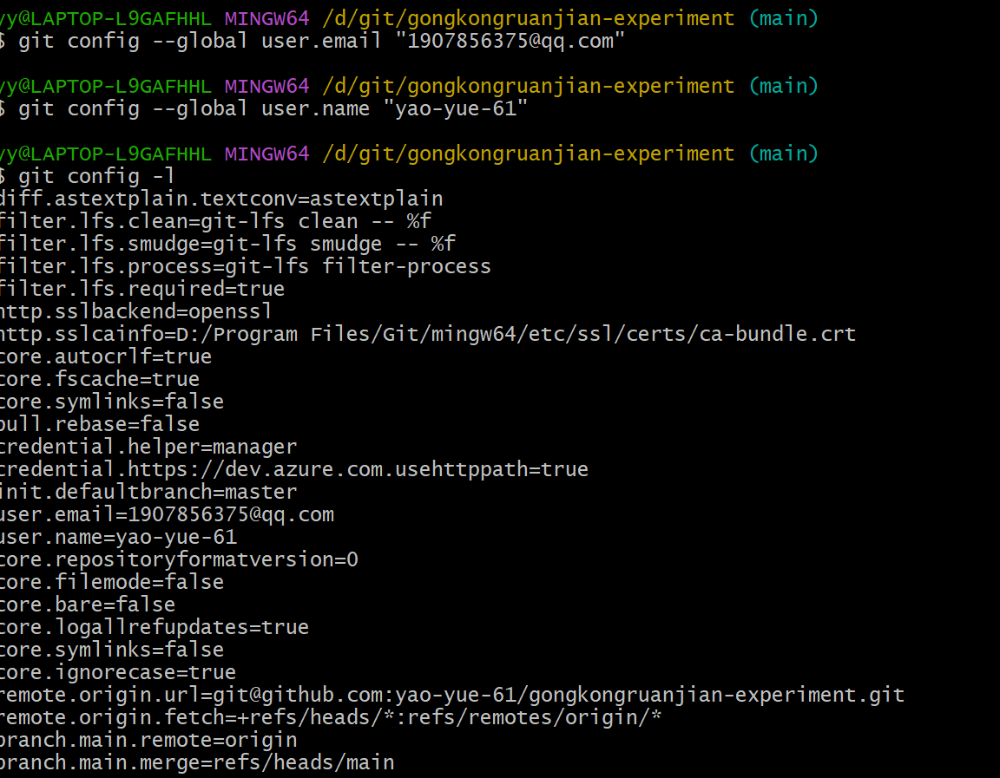 yy@LAPTOP-L9GAFHHL MINGW64 /d/git/gongkongruanjian-experiment (main)
$ git config --global user.email "1907856375@qq.com"
yy@LAPTOP-L9GAFHHL MINGW64 /d/git/gongkongruanjian-experiment (main)
$ git config --global user.name "yao-yue-61"
yy@LAPTOP-L9GAFHHL MINGW64 /d/git/gongkongruanjian-experiment (main)
$ git config -l
diff.astextplain.textconv=astextplain
filter.lfs.clean=git-lfs clean -- %f
filter.lfs.smudge=git-lfs smudge -- %f
filter.lfs.process=git-lfs filter-process
filter.lfs.required=true
http.sslbackend=openssl
http.sslcainfo=D:/Program Files/Git/mingw64/etc/ssl/certs/ca-bundle.crt
core.autocrlf=true
core.fscache=true
core.symlinks=false
pull.rebase=false
credential.helper=manager
credential.https://dev.azure.com.usehttppath=true
init.defaultbranch=master
user.email=1907856375@qq.com
user.name=yao-yue-61
core.repositoryformatversion=0
core.filemode=false
core.bare=false
core.logallrefupdates=true
core.symlinks=false
core.ignorecase=true
remote.origin.url=git@github.com:yao-yue-61/gongkongruanjian-experiment.git
remote.origin.fetch=+refs/heads/*:refs/remotes/origin/*
branch.main.remote=origin
branch.main.merge=refs/heads/main